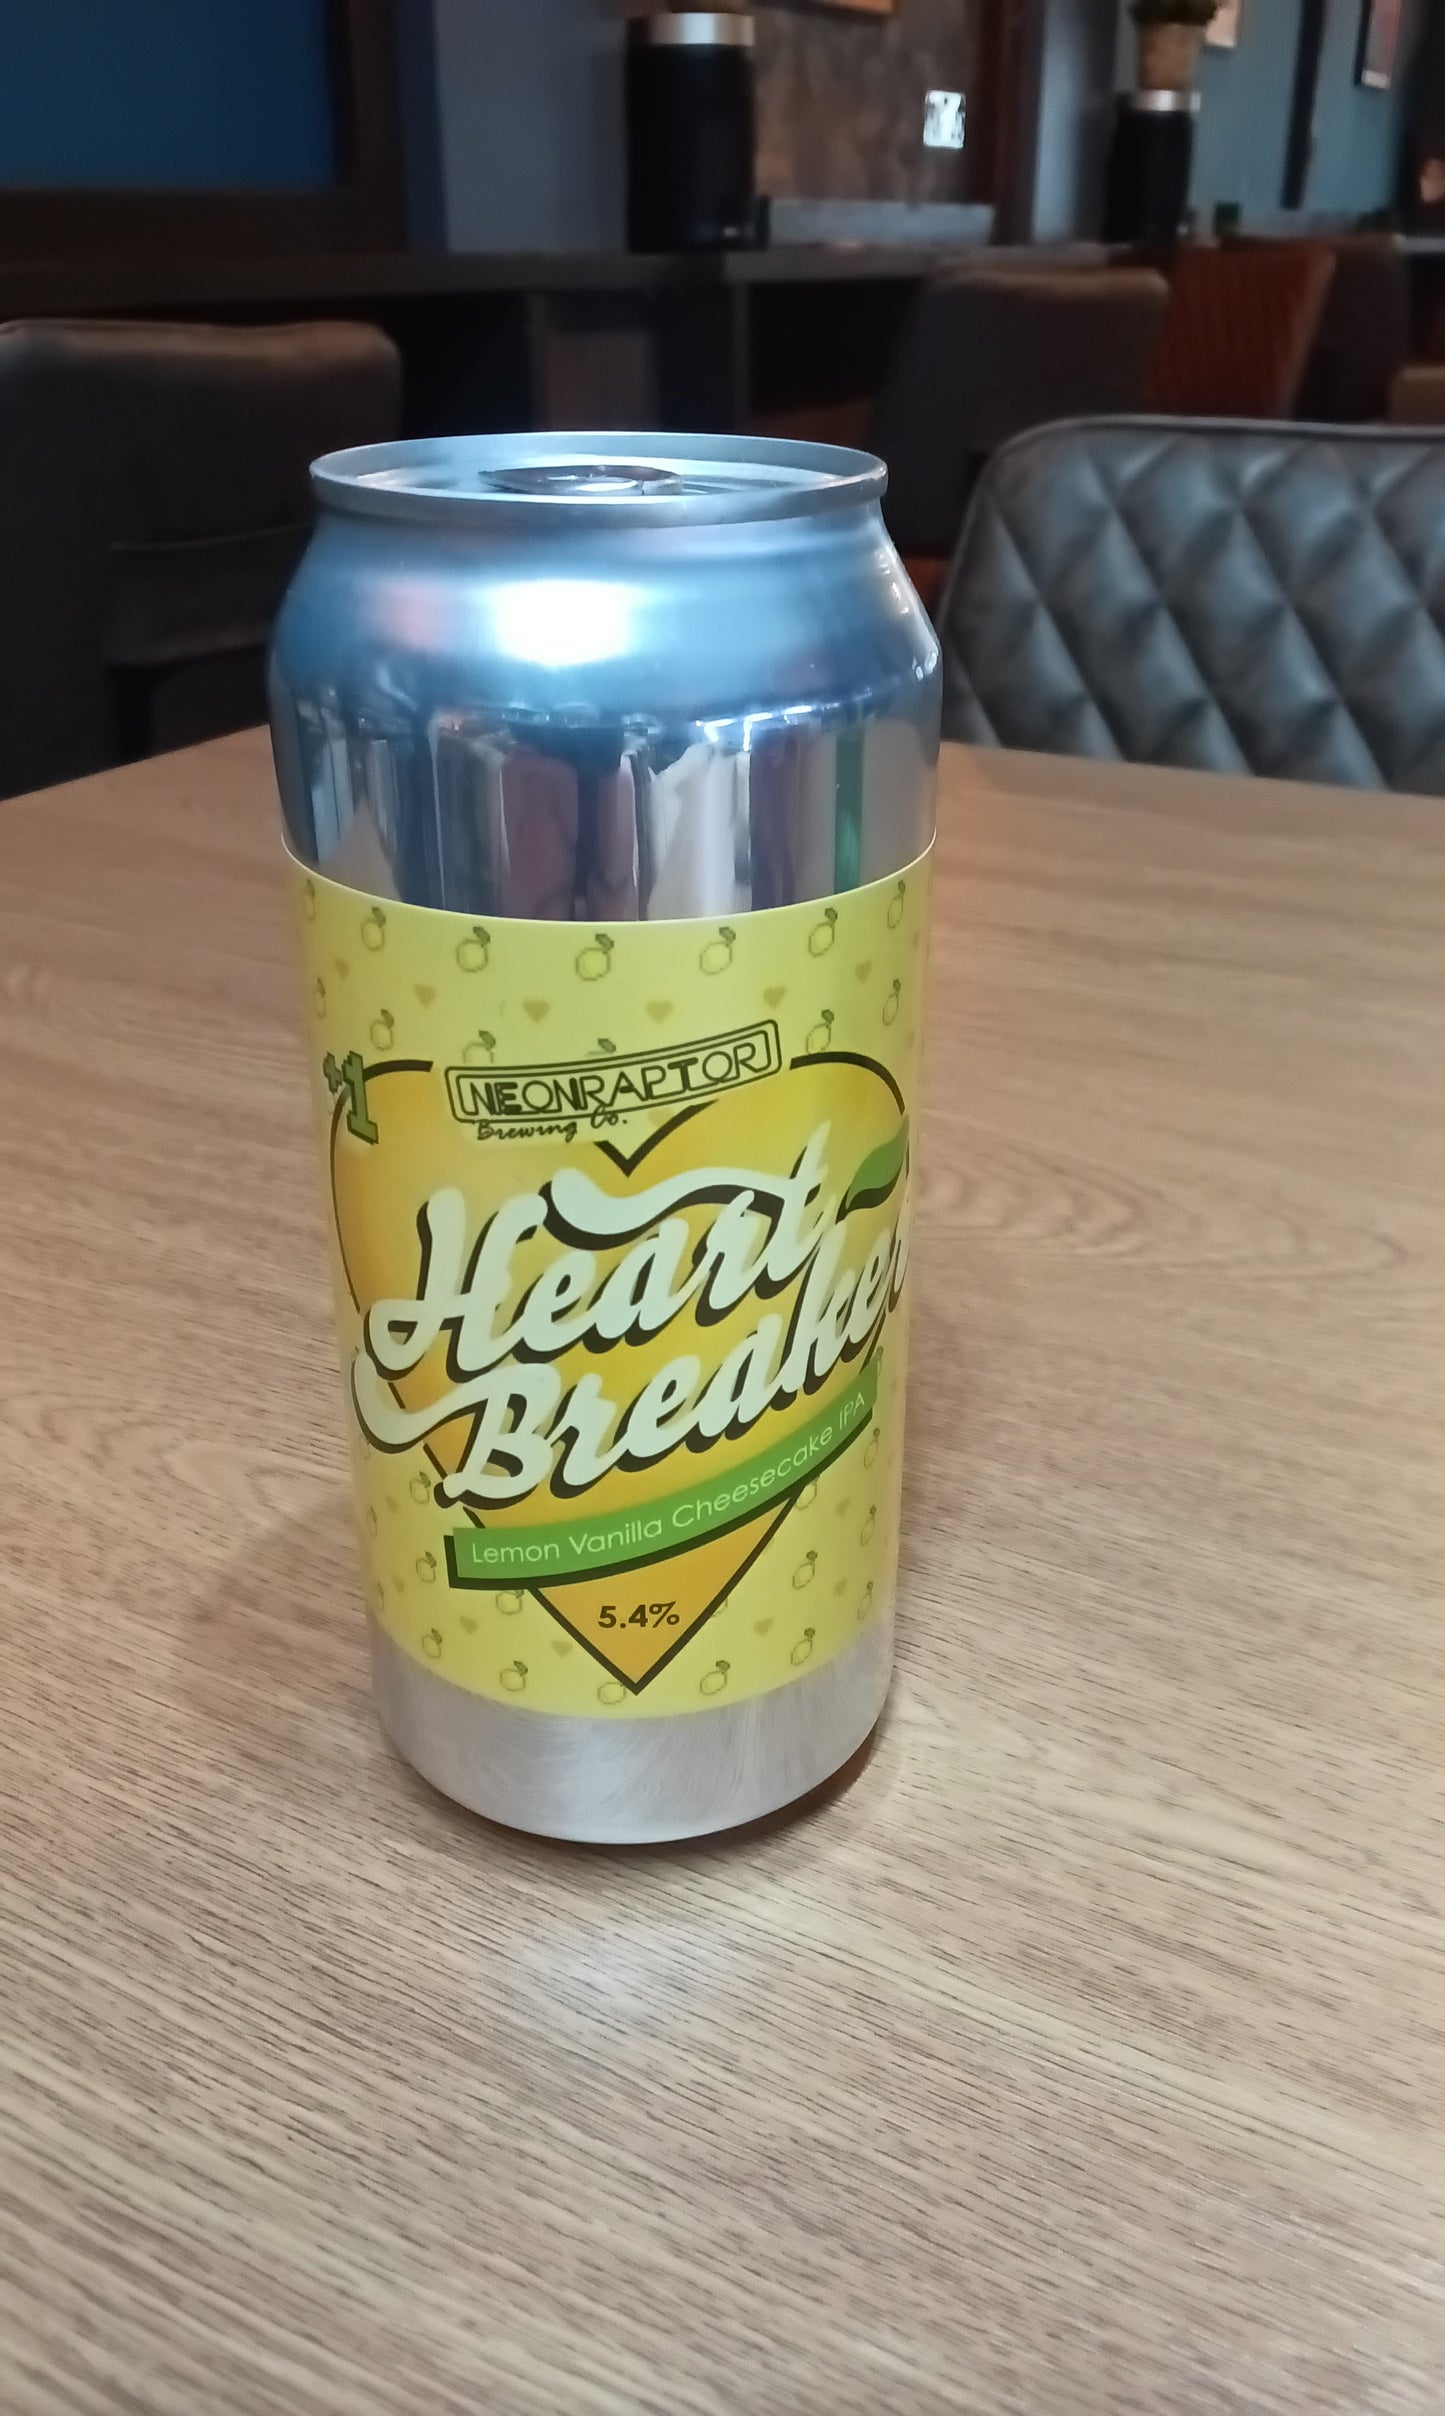 +1
NEONRAPTOR
Brewing Co.
Heart
Breaker
Lemon Vanilla Cheesecake IPA
5.4%